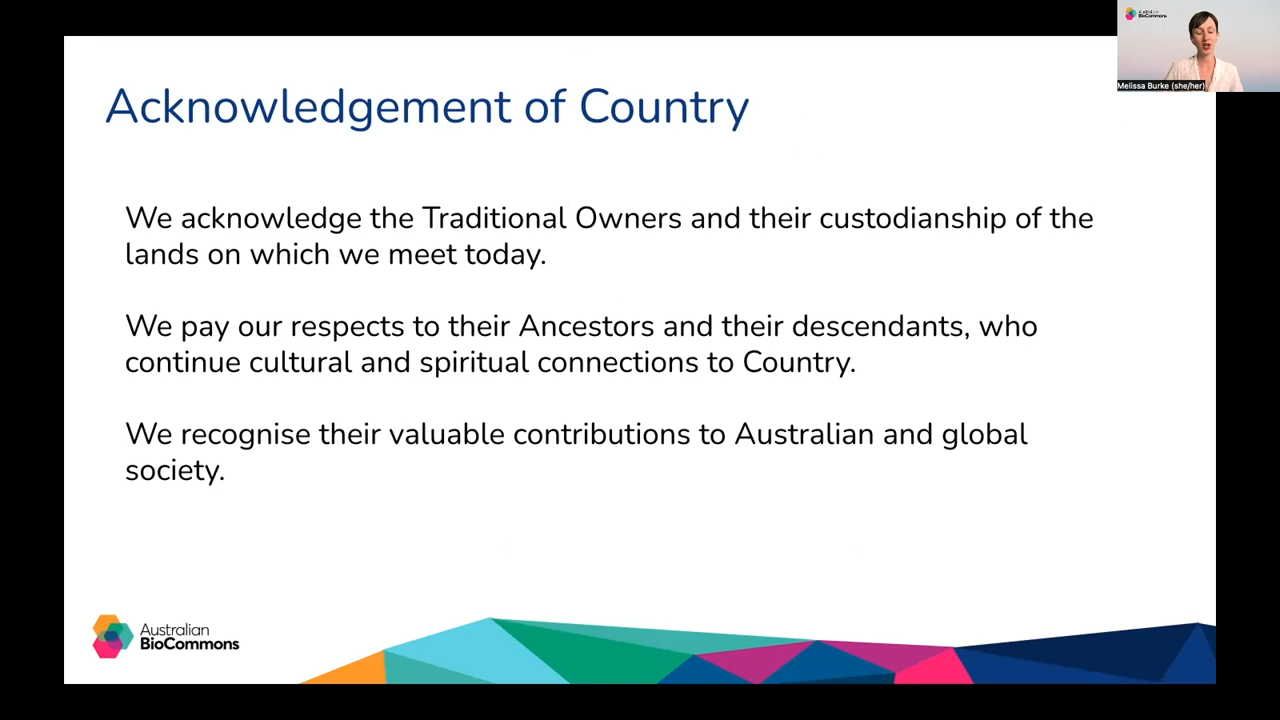 Acknowledgement of Country
We acknowledge the Traditional Owners and their custodianship of the
lands on which we meet today.
We pay our respects to their Ancestors and their descendants, who
continue cultural and spiritual connections to Country.
We recognise their valuable contributions to Australian and global
society.
Australian
BioCommons
Australian
BioCommons
Melissa Burke (she/her)